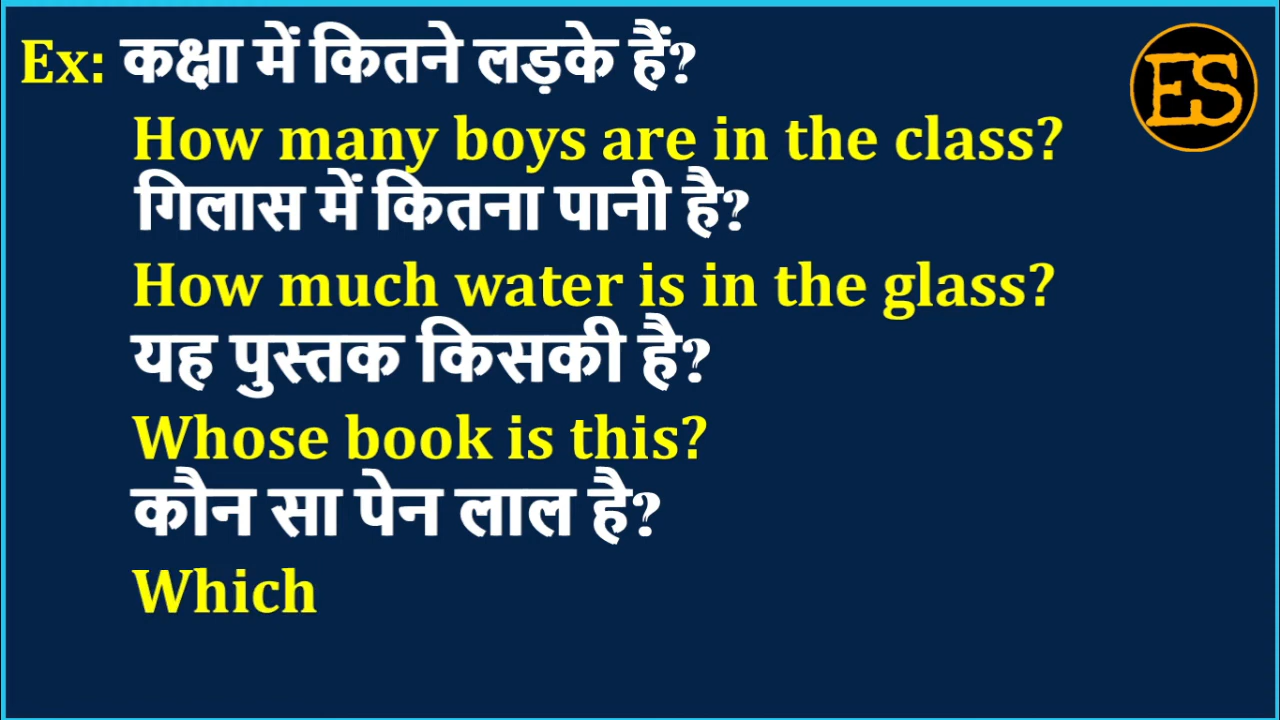 Ex: कक्षा में कितने लड़के हैं?
ES
How many boys are in the class?
गिलास में कितना पानी है?
How much water is in the glass?
यह पुस्तक किसकी है?
Whose book is this?
कौन सा पेन लाल है?
Which